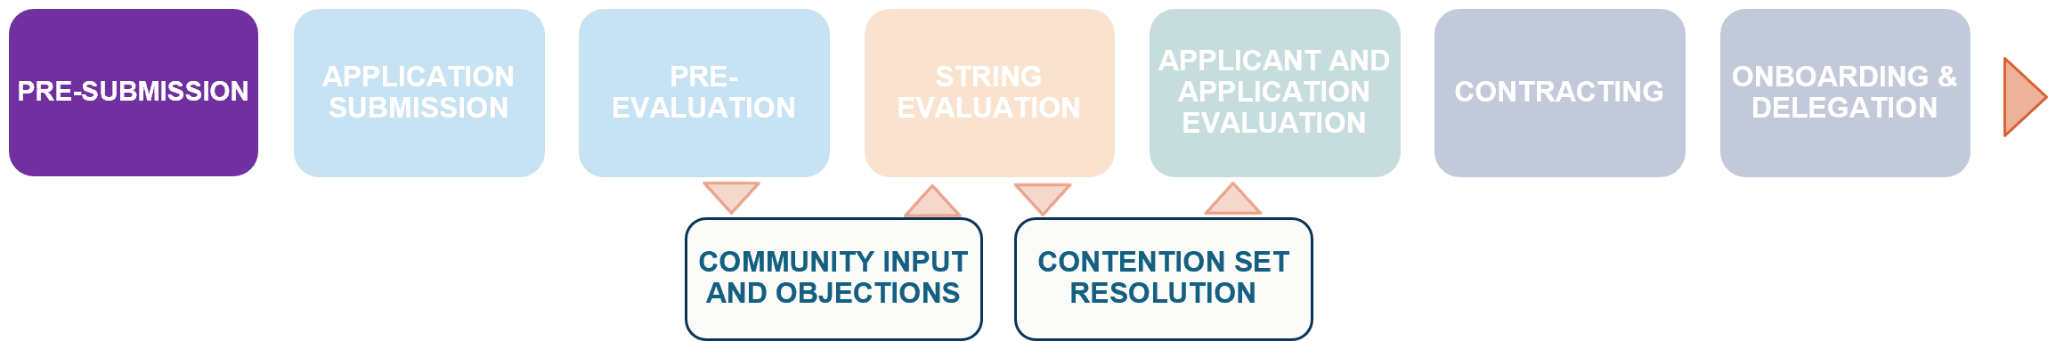 PRE-SUBMISSION
APPLICATION
SUBMISSION
PRE-
EVALUATION
STRING
EVALUATION
APPLICANT AND
APPLICATION
EVALUATION
CONTRACTING
ONBOARDING &
DELEGATION
COMMUNITY INPUT
AND OBJECTIONS
CONTENTION SET
RESOLUTION